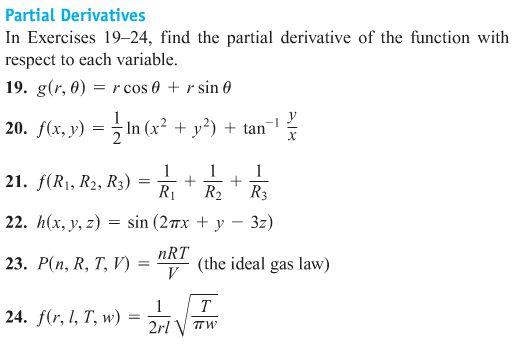 Partial Derivatives
In Exercises 19–24, find the partial derivative of the function with
respect to each variable.
19. g(r, θ) = r cos θ + r sin θ
20. f(x, y) = 1/2 ln (x² + y²) + tan⁻¹ y/x
21. f(R₁, R₂, R₃) = 1/R₁ + 1/R₂ + 1/R₃
22. h(x, y, z) = sin (2πx + y − 3z)
23. P(n, R, T, V) = nRT/V (the ideal gas law)
24. f(r, l, T, w) = 1/2rl √T/πw